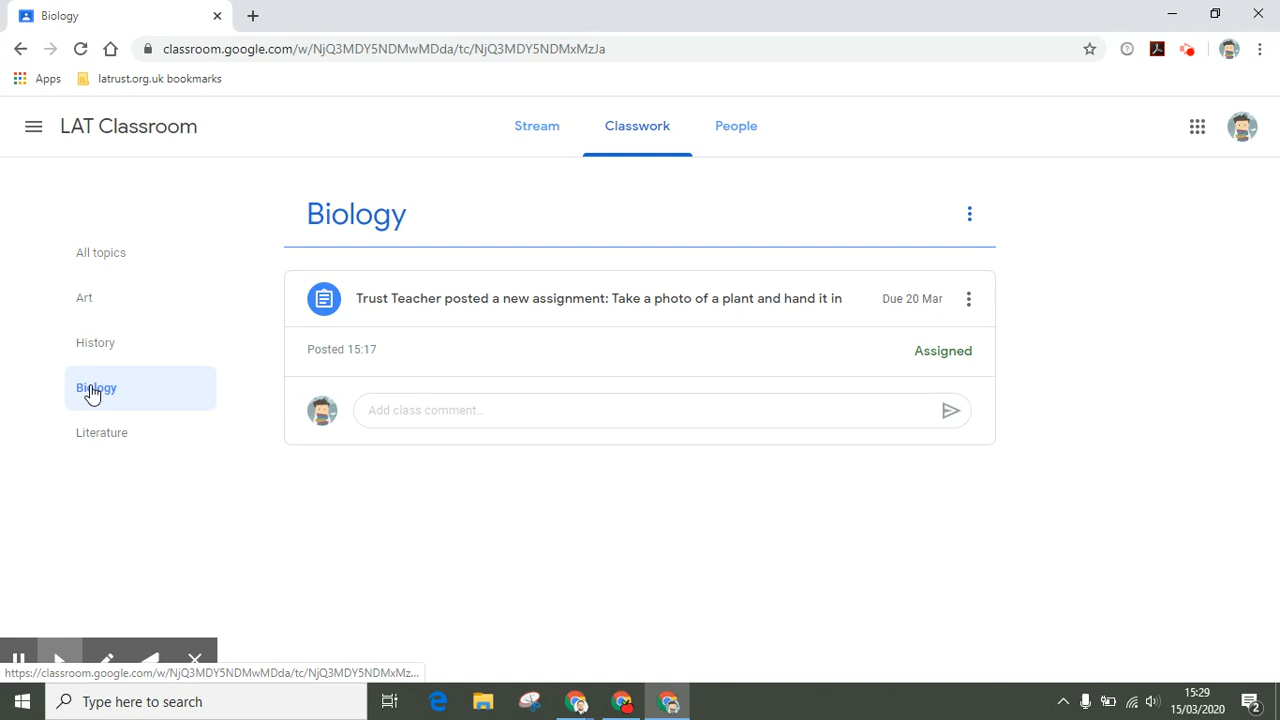 Biology
classroom.google.com/w/NjQ3MDY5NDMwMDda/tc/NjQ3MDY5NDMxMzJa
Apps
latrust.org.uk bookmarks
LAT Classroom
Stream
Classwork
People
Biology
All topics
Art
History
Biology
Literature
Trust Teacher posted a new assignment: Take a photo of a plant and hand it in
Due 20 Mar
Posted 15:17
Assigned
Add class comment...
https://classroom.google.com/w/NjQ3MDY5NDMwMDda/tc/NjQ3MDY5NDMxMz...
Type here to search
15:29
15/03/2020
2